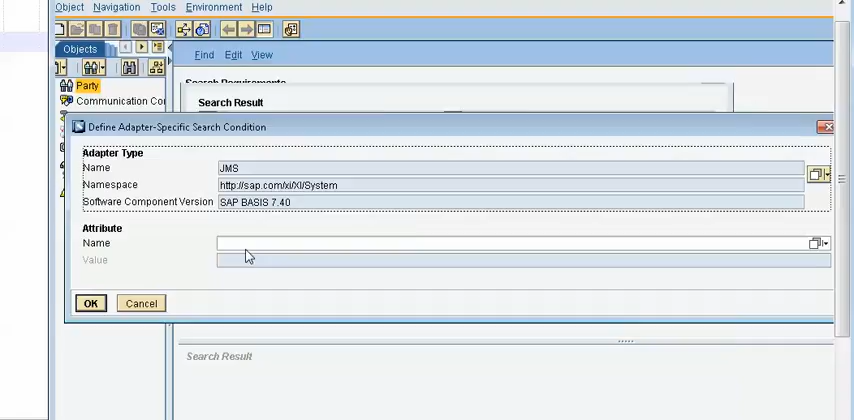 Object Navigation Tools Environment Help
Objects
Find Edit View
Party
Communication Co
Search Requirements
Search Result
Define Adapter-Specific Search Condition
Adapter Type
Name JMS
Namespace http://sap.com/xi/XI/System
Software Component Version SAP BASIS 7.40
Attribute
Name
Value
OK Cancel
Search Result